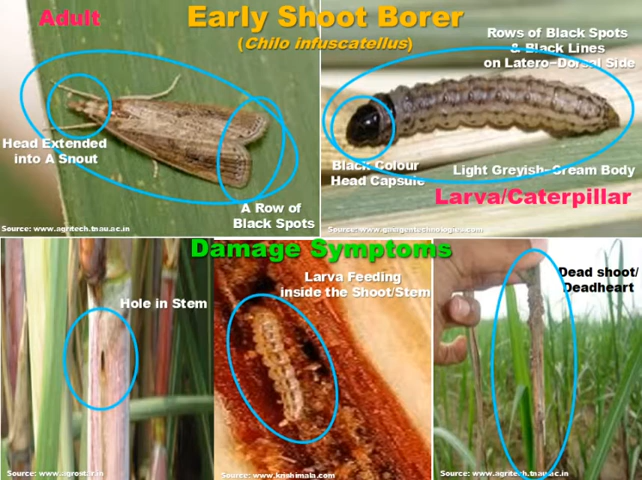 Early Shoot Borer
(Chilo infuscatellus)
Adult
Head Extended
into A Snout
A Row of
Black Spots
Source: www.agritech.tnau.ac.in
Rows of Black Spots
& Black Lines
on Latero-Dorsal Side
Black Colour
Head Capsule
Light Greyish-Cream Body
Larva/Caterpillar
Damage Symptoms
Hole in Stem
Source: www.agrostar.in
Larva Feeding
inside the Shoot/Stem
Source: www.krishimala.com
Dead shoot/
Deadheart
Source: www.agritech.tnau.ac.in